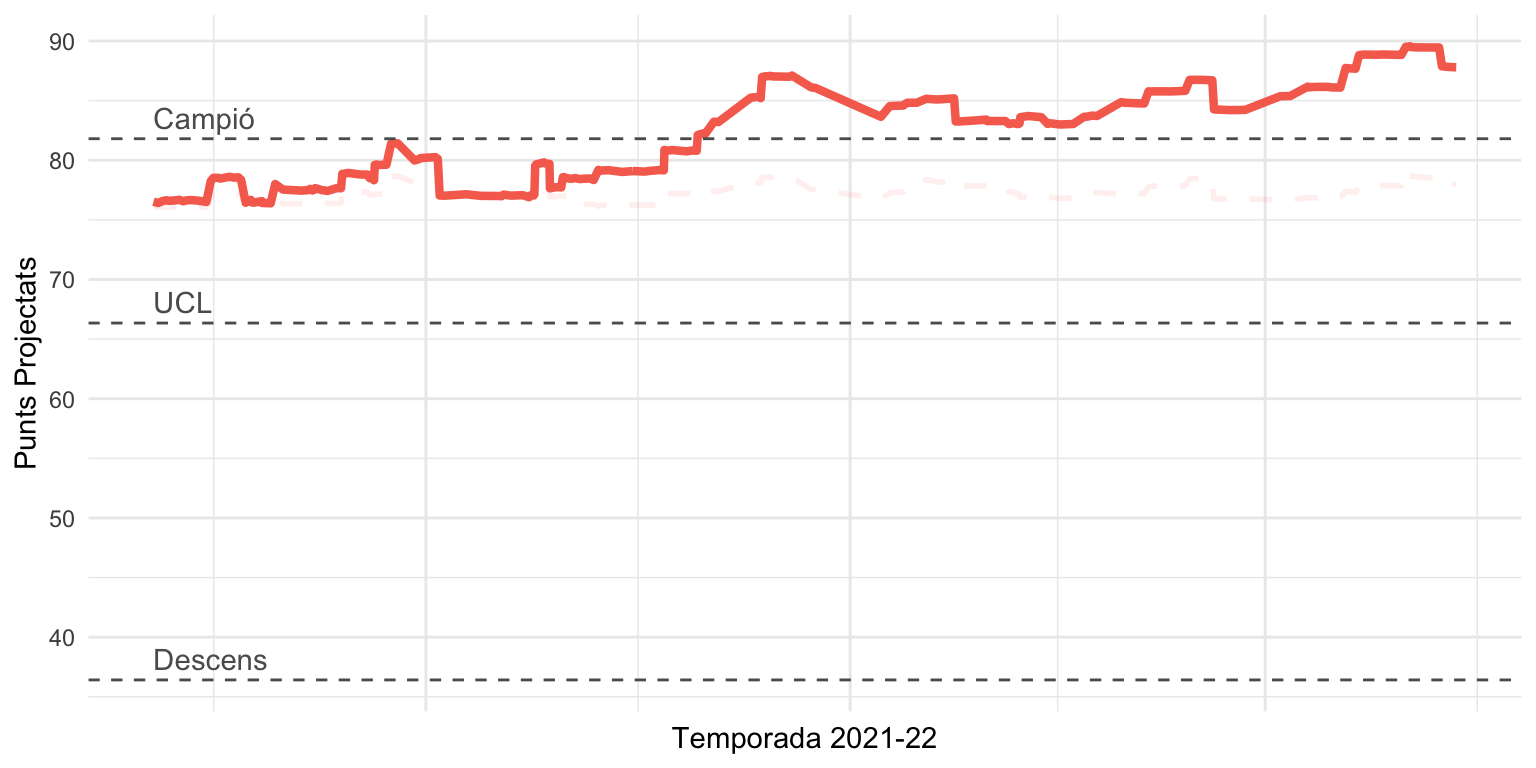 90
Campió
80
70
UCL
60
50
40
Descens
Punts Projectats
Temporada 2021-22